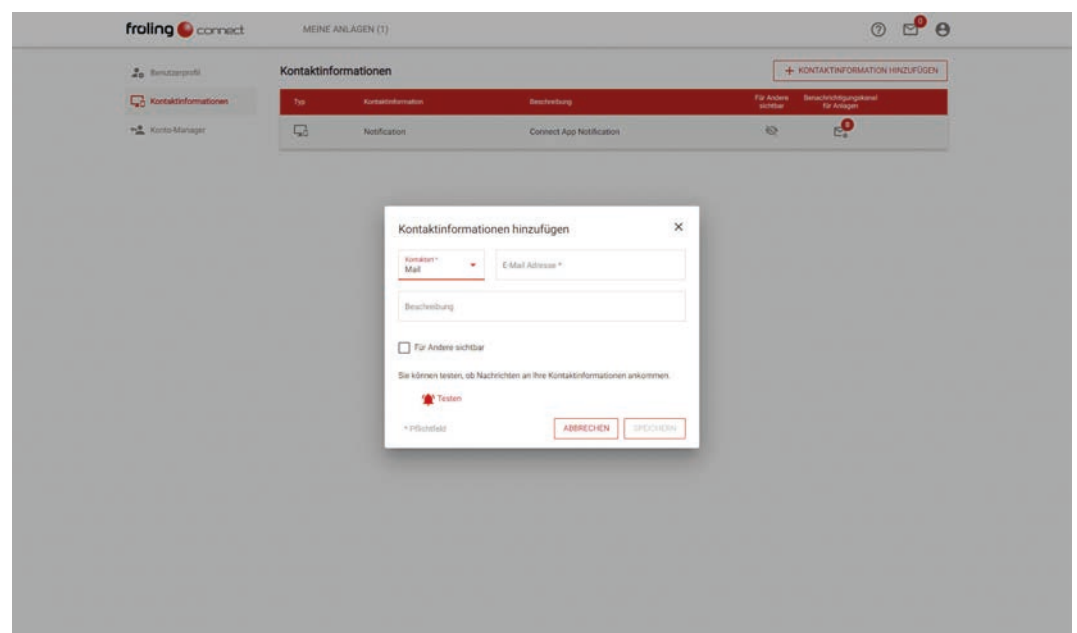 froling connect
MEINE ANLAGEN (1)
0
Benutzerprofil
Kontaktinformationen
Konto-Manager
Kontaktinformationen
+ KONTAKTINFORMATION HINZUFÜGEN
Typ Kontaktinformation Beschreibung Für Andere sichtbar Benachrichtigungskanal für Anlagen
Notification Connect App Notification 0
Kontaktinformationen hinzufügen
Kontaktart *
Mail
E-Mail Adresse *
Beschreibung
Für Andere sichtbar
Sie können testen, ob Nachrichten an Ihre Kontaktinformationen ankommen.
Testen
* Pflichtfeld
ABBRECHEN SPEICHERN